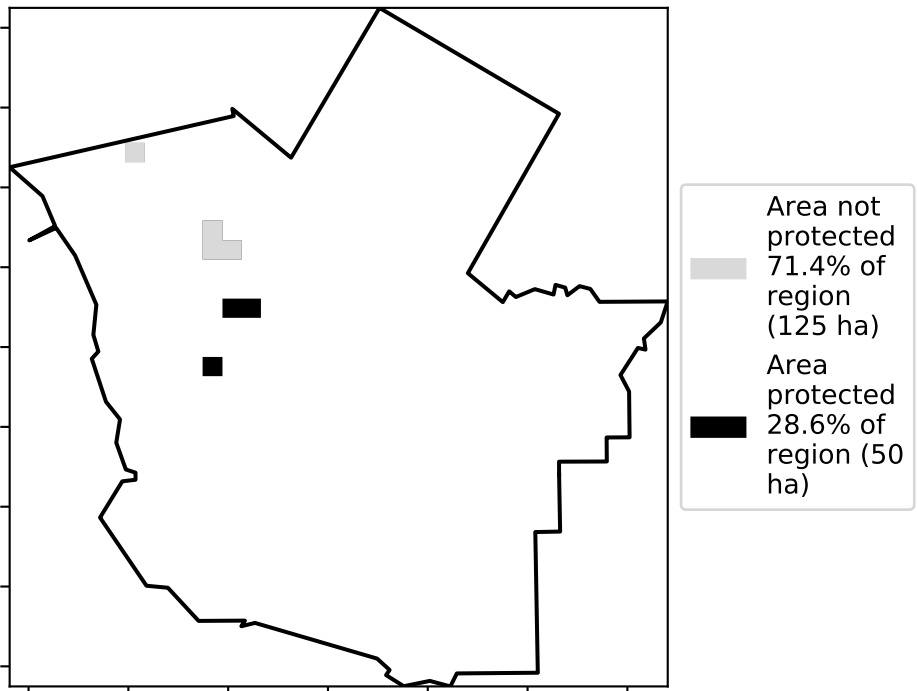 Area not
protected
71.4% of
region
(125 ha)
Area
protected
28.6% of
region (50
ha)